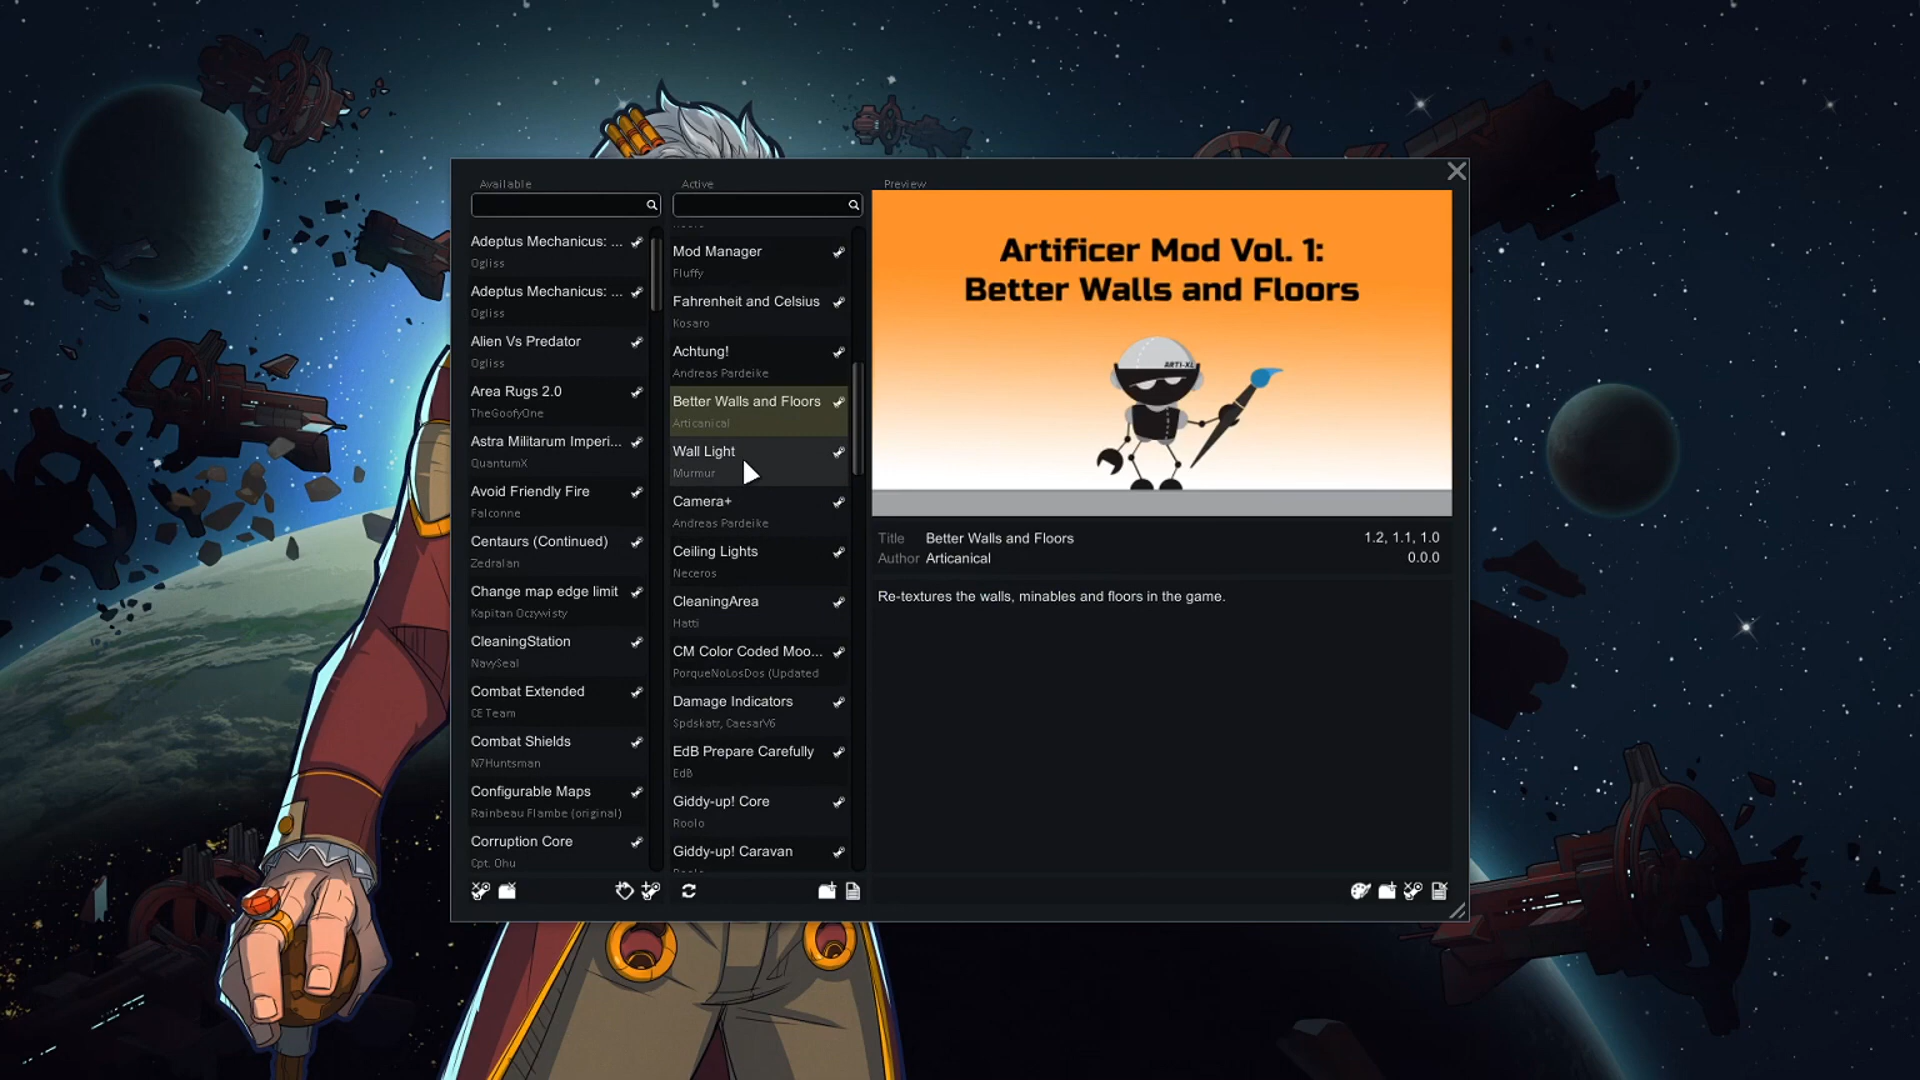 Available
Active
Preview
Adeptus Mechanicus: ...
Ogliss
Adeptus Mechanicus: ...
Ogliss
Alien Vs Predator
Ogliss
Area Rugs 2.0
TheGoofyOne
Astra Militarum Imperi...
QuantumX
Avoid Friendly Fire
Falconne
Centaurs (Continued)
Zedralan
Change map edge limit
Kapitan Oczywisty
CleaningStation
NavySeal
Combat Extended
CE Team
Combat Shields
N7Huntsman
Configurable Maps
Rainbeau Flambe (original)
Corruption Core
Cpt. Ohu
Mod Manager
Fluffy
Fahrenheit and Celsius
Kosaro
Achtung!
Andreas Pardeike
Better Walls and Floors
Articanical
Wall Light
Murmur
Camera+
Andreas Pardeike
Ceiling Lights
Neceros
CleaningArea
Hatti
CM Color Coded Moo...
PorqueNoLosDos (Updated
Damage Indicators
Spdskatr, CaesarV6
EdB Prepare Carefully
EdB
Giddy-up! Core
Roolo
Giddy-up! Caravan
Artificer Mod Vol. 1:
Better Walls and Floors
ARTI-XL
Title Better Walls and Floors 1.2, 1.1, 1.0
Author Articanical 0.0.0
Re-textures the walls, minables and floors in the game.